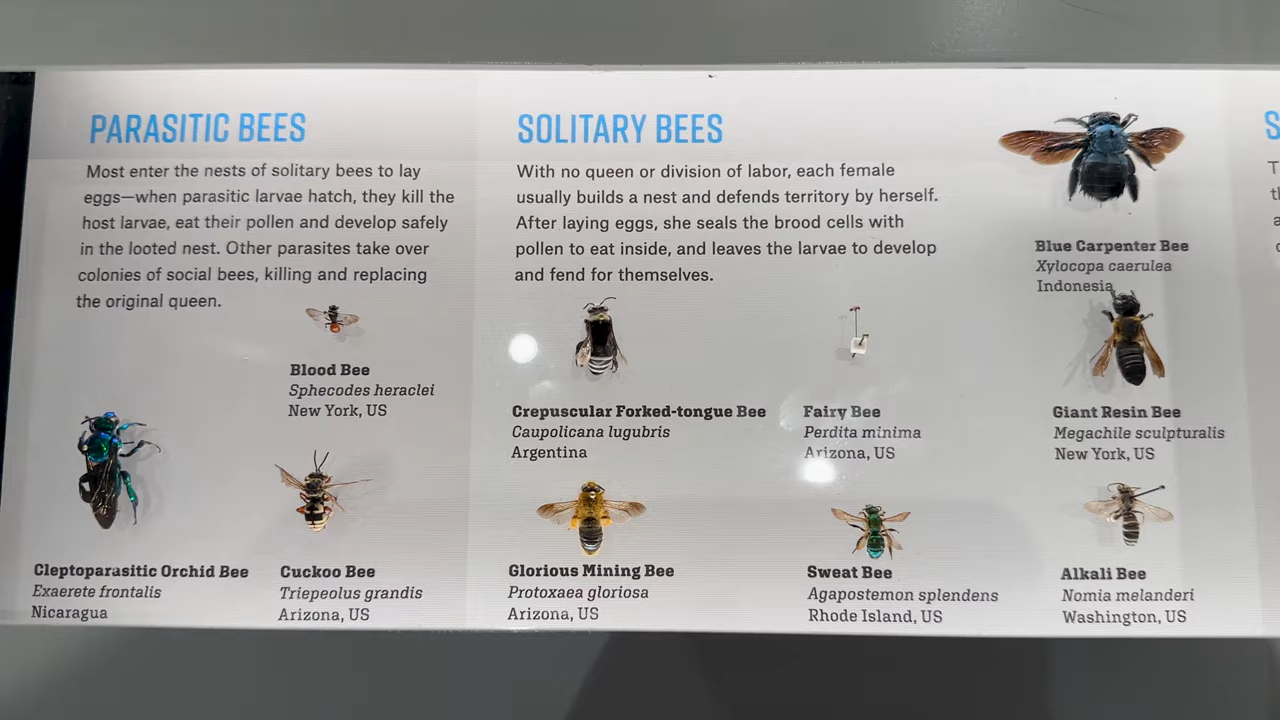 PARASITIC BEES
Most enter the nests of solitary bees to lay
eggs—when parasitic larvae hatch, they kill the
host larvae, eat their pollen and develop safely
in the looted nest. Other parasites take over
colonies of social bees, killing and replacing
the original queen.
Blood Bee
Sphecodes heraclei
New York, US
Cleptoparasitic Orchid Bee
Exaerete frontalis
Nicaragua
Cuckoo Bee
Triepeolus grandis
Arizona, US
SOLITARY BEES
With no queen or division of labor, each female
usually builds a nest and defends territory by herself.
After laying eggs, she seals the brood cells with
pollen to eat inside, and leaves the larvae to develop
and fend for themselves.
Blue Carpenter Bee
Xylocopa caerulea
Indonesia
Crepuscular Forked-tongue Bee
Caupolicana lugubris
Argentina
Fairy Bee
Perdita minima
Arizona, US
Giant Resin Bee
Megachile sculpturalis
New York, US
Glorious Mining Bee
Protoxaea gloriosa
Arizona, US
Sweat Bee
Agapostemon splendens
Rhode Island, US
Alkali Bee
Nomia melanderi
Washington, US